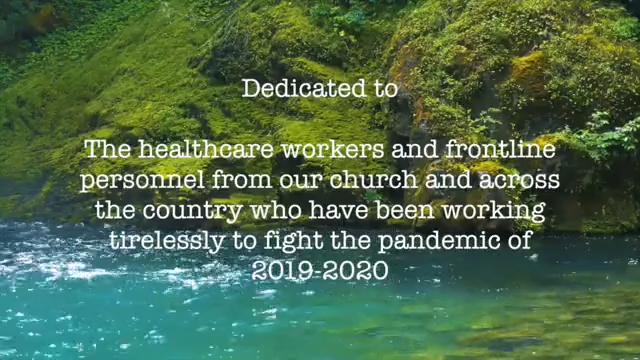 Dedicated to
The healthcare workers and frontline
personnel from our church and across
the country who have been working
tirelessly to fight the pandemic of
2019-2020